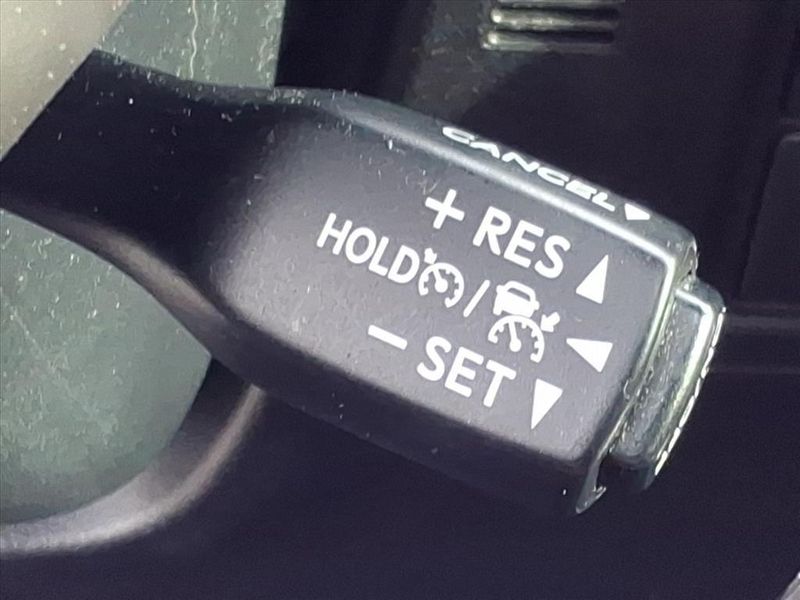 CANCEL▼
+ RES ▲
HOLD / ◀
− SET ▼